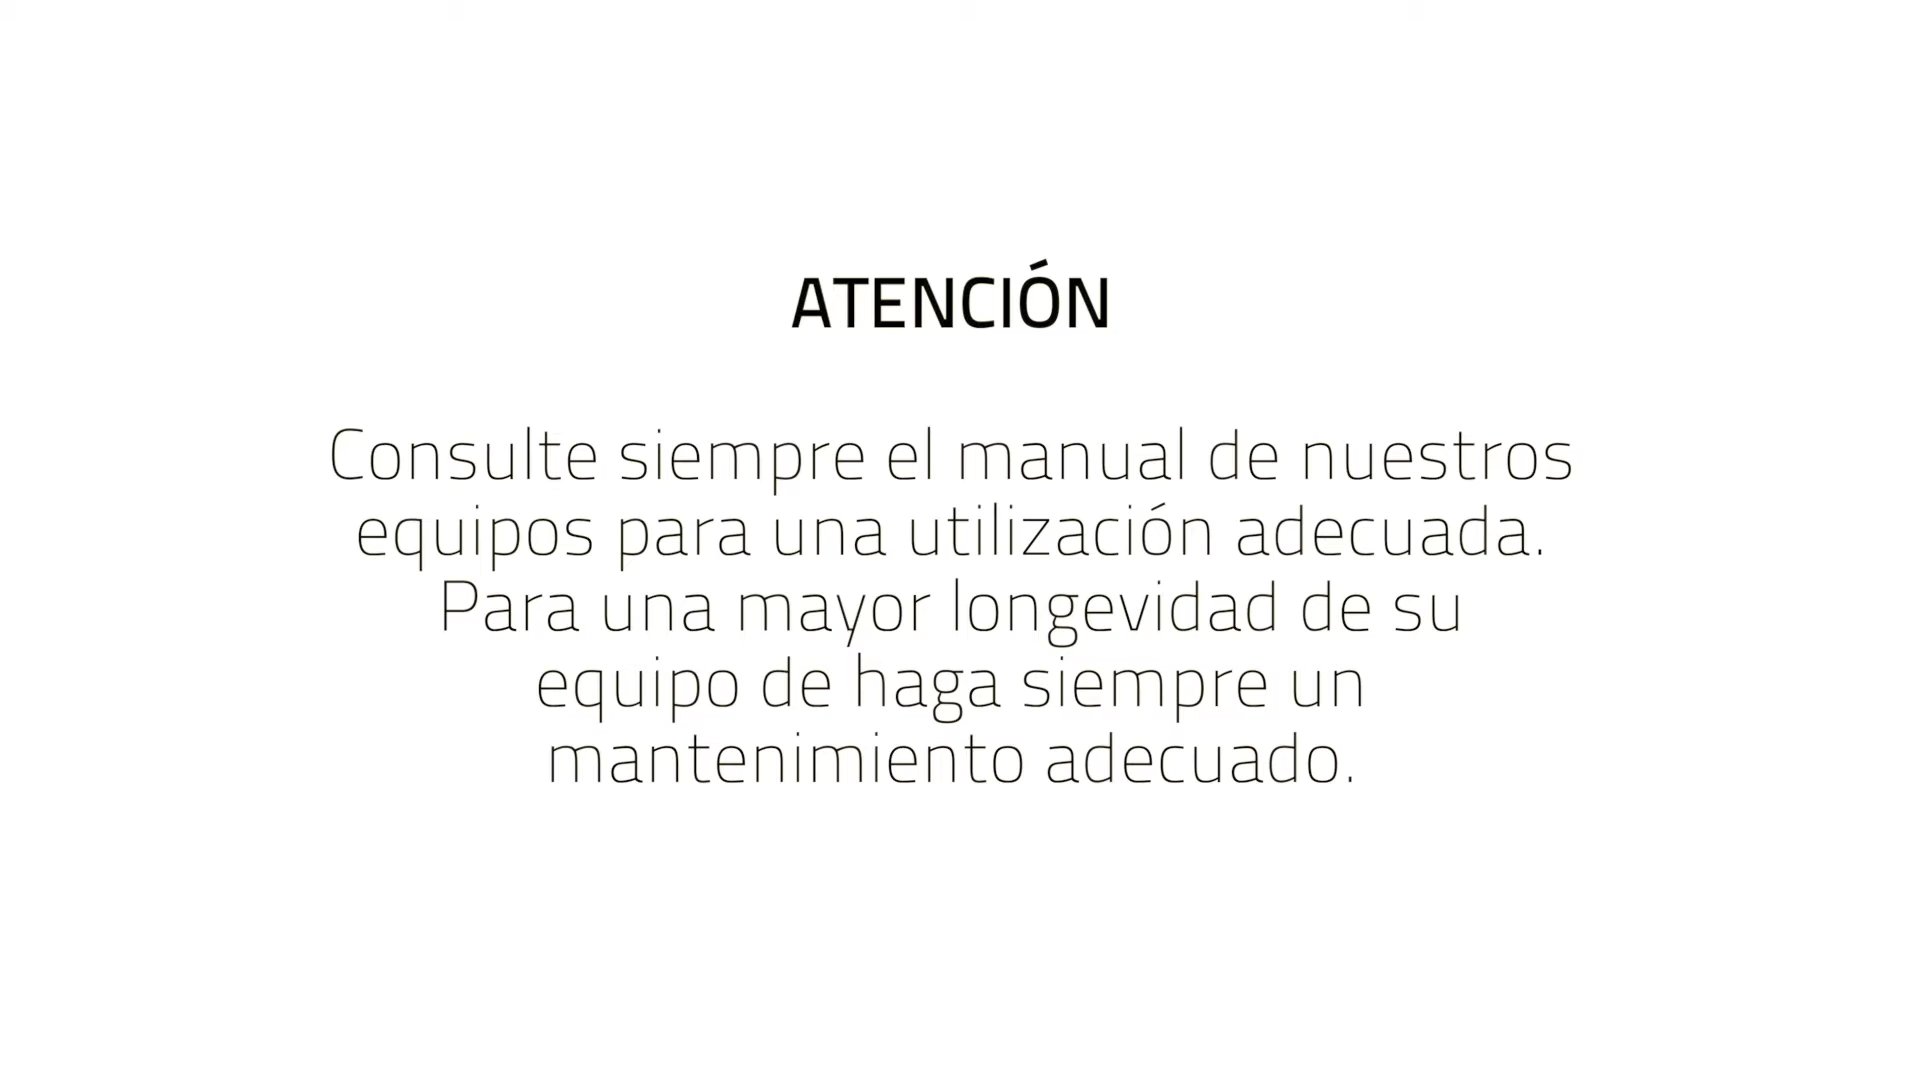 ATENCIÓN
Consulte siempre el manual de nuestros
equipos para una utilización adecuada.
Para una mayor longevidad de su
equipo de haga siempre un
mantenimiento adecuado.